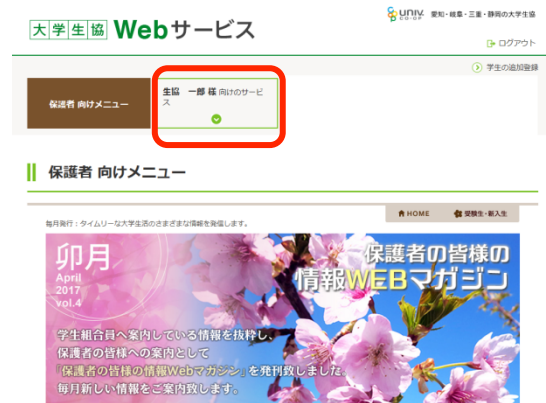 大学生協 Webサービス
UNIV. CO-OP 愛知・岐阜・三重・静岡の大学生協
ログアウト
学生の追加登録
保護者 向けメニュー
生協 一郎 様 向けのサービ
ス
保護者 向けメニュー
HOME 受験生・新入生
毎月発行：タイムリーな大学生活のさまざまな情報を発信します。
卯月
April
2017
vol.4
保護者の皆様の
情報WEBマガジン
学生組合員へ案内している情報を抜粋し、
保護者の皆様への案内として
「保護者の皆様の情報Webマガジン」を発刊致しました。
毎月新しい情報をご案内致します。